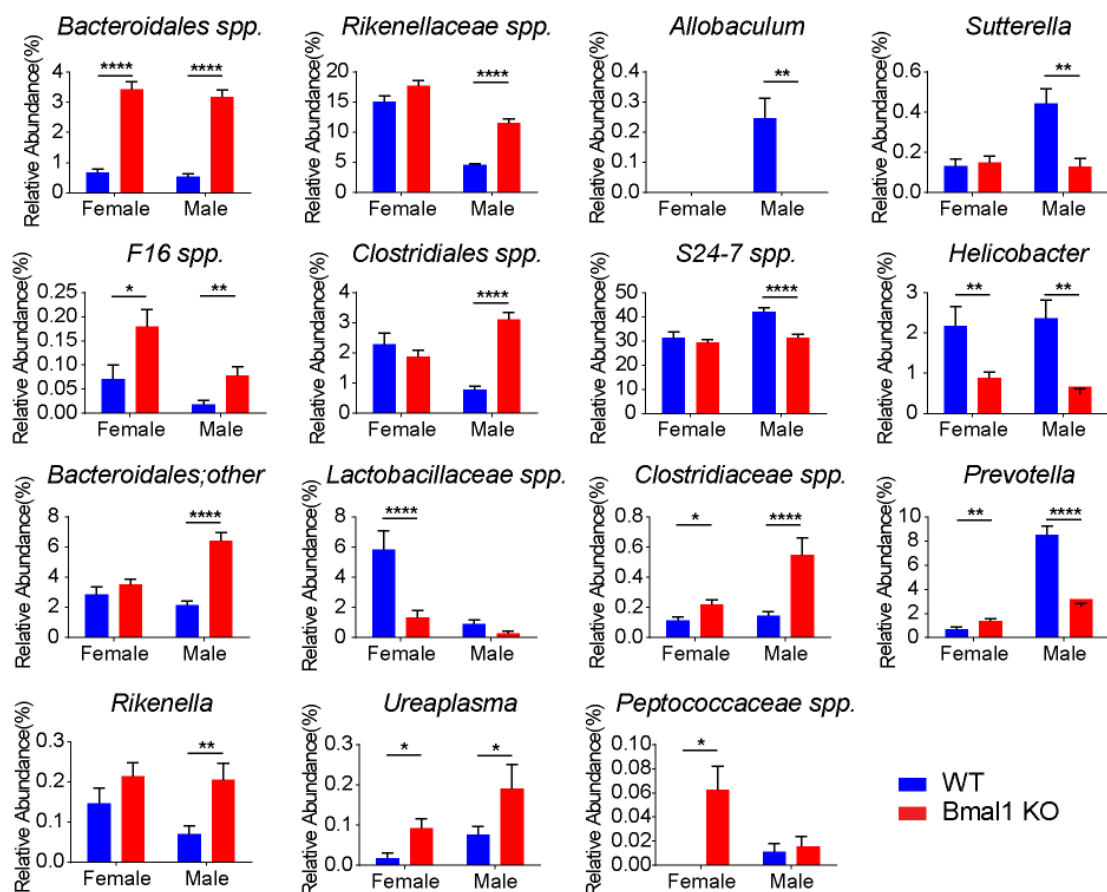 Bacteroidales spp.
Relative Abundance(%)
4
3
2
1
0
****
****
Female
Male
Rikenellaceae spp.
Relative Abundance(%)
20
15
10
5
0
****
Female
Male
Allobaculum
Relative Abundance(%)
0.4
0.3
0.2
0.1
0.0
**
Female
Male
Sutterella
Relative Abundance(%)
0.6
0.4
0.2
0.0
**
Female
Male
F16 spp.
Relative Abundance(%)
0.25
0.20
0.15
0.10
0.05
0.00
*
**
Female
Male
Clostridiales spp.
Relative Abundance(%)
4
3
2
1
0
****
Female
Male
S24-7 spp.
Relative Abundance(%)
50
40
30
20
10
0
****
Female
Male
Helicobacter
Relative Abundance(%)
3
2
1
0
**
**
Female
Male
Bacteroidales;other
Relative Abundance(%)
8
6
4
2
0
****
Female
Male
Lactobacillaceae spp.
Relative Abundance(%)
8
6
4
2
0
****
Female
Male
Clostridiaceae spp.
Relative Abundance(%)
0.8
0.6
0.4
0.2
0.0
*
****
Female
Male
Prevotella
Relative Abundance(%)
10
8
6
4
2
0
**
****
Female
Male
Rikenella
Relative Abundance(%)
0.3
0.2
0.1
0.0
**
Female
Male
Ureaplasma
Relative Abundance(%)
0.3
0.2
0.1
0.0
*
*
Female
Male
Peptococcaceae spp.
Relative Abundance(%)
0.10
0.08
0.06
0.04
0.02
0.00
*
Female
Male
WT
Bmal1 KO